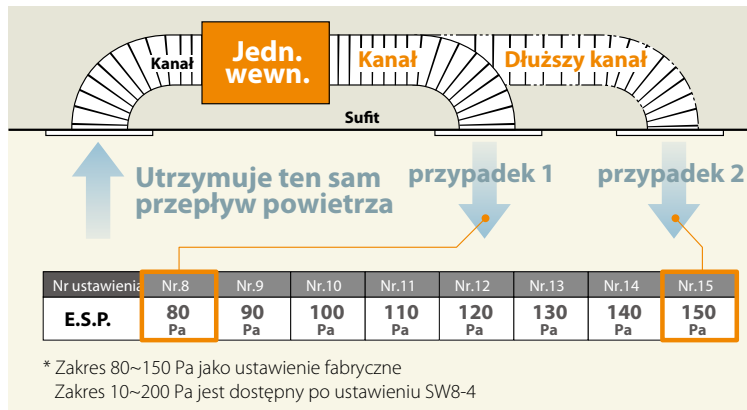 Kanał
Jedn.
wewn.
Kanał
Dłuższy kanał
Sufit
Utrzymuje ten sam
przepływ powietrza
przypadek 1
przypadek 2
Nr ustawienia Nr.8 Nr.9 Nr.10 Nr.11 Nr.12 Nr.13 Nr.14 Nr.15
E.S.P. 80 90 100 110 120 130 140 150
Pa Pa Pa Pa Pa Pa Pa Pa
* Zakres 80~150 Pa jako ustawienie fabryczne
Zakres 10~200 Pa jest dostępny po ustawieniu SW8-4